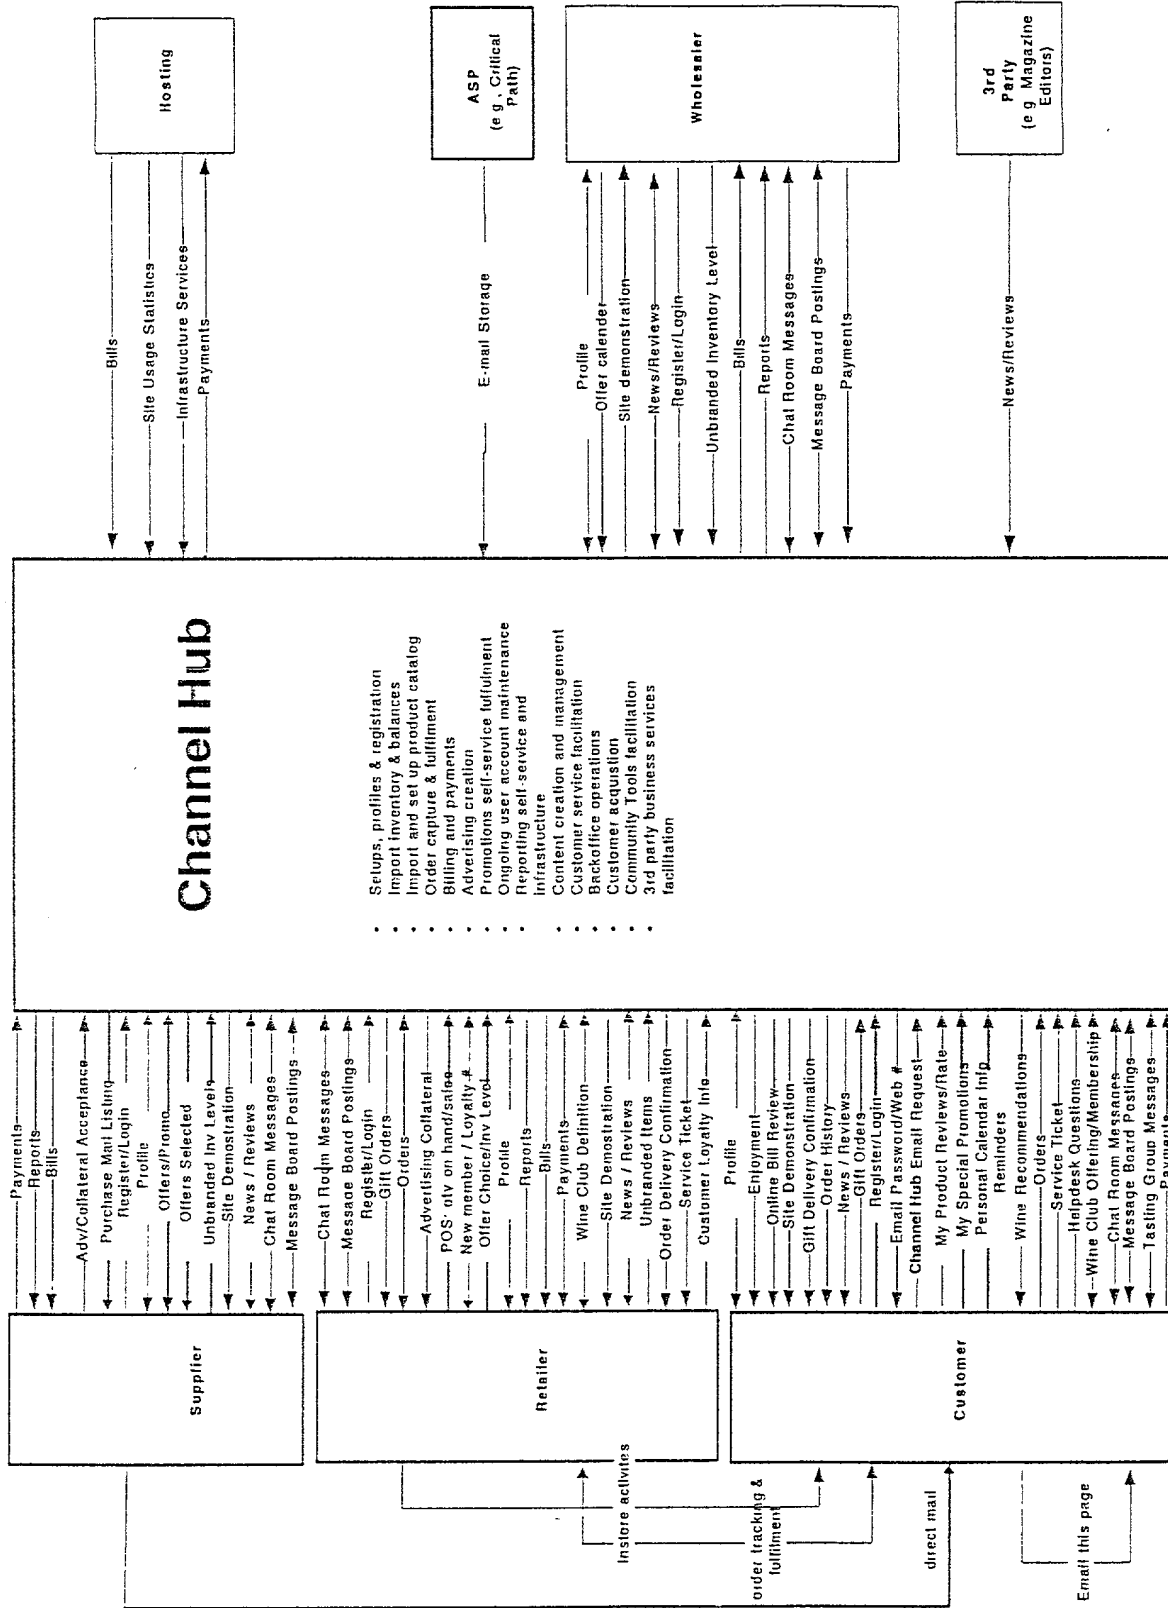 Channel Hub
• Setups, profiles & registration
• Import inventory & balances
• Import and set up product catalog
• Order capture & fulfilment
• Billing and payments
• Adverising creation
• Promotions self-service fulfulment
• Ongoing user account maintenance
• Reporting self-service and
infrastructure
• Content creation and management
• Customer service facilitation
• Backoffice operations
• Customer acquistion
• Community Tools facilitation
• 3rd party business services
facilitation
Hosting
Bills
Site Usage Statistics
Infrastructure Services
Payments
ASP
(e g , Critical
Path)
E-mail Storage
Wholesaler
Profile
Offer calender
Site demonstration
News/Reviews
Register/Login
Unbranded Inventory Level
Bills
Reports
Chat Room Messages
Message Board Postings
Payments
3rd
Party
(e g Magazine
Editors)
News/Reviews
Supplier
Payments
Reports
Bills
Adv/Collateral Acceptance
Purchase Mail Listing
Register/Login
Profile
Offers/Promo
Offers Selected
Unbranded Inv Levels
Site Demostration
News / Reviews
Chat Room Messages
Message Board Postings
Retailer
Chat Room Messages
Message Board Postings
Register/Login
Gift Orders
Orders
Advertising Collateral
POS' qty on hand/sales
New member / Loyalty #
Offer Choice/Inv Level
Profile
Reports
Bills
Payments
Wine Club Definition
Site Demostration
News / Reviews
Unbranded Items
Order Delivery Confirmation
Service Ticket
Customer Loyalty Info
Customer
Profile
Enjoyment
Online Bill Review
Site Demonstration
Gift Delivery Confirmation
Order History
News / Reviews
Gift Orders
Register/Login
Email Password/Web #
Channel Hub Email Request
My Product Reviews/Rate
My Special Promotions
Personal Calendar Info
Reminders
Wine Recommendations
Orders
Service Ticket
Helpdesk Questions
Wine Club Offering/Membership
Chat Room Messages
Message Board Postings
Tasting Group Messages
Payments
Instore activites
order tracking &
fulfilment
direct mail
Email this page